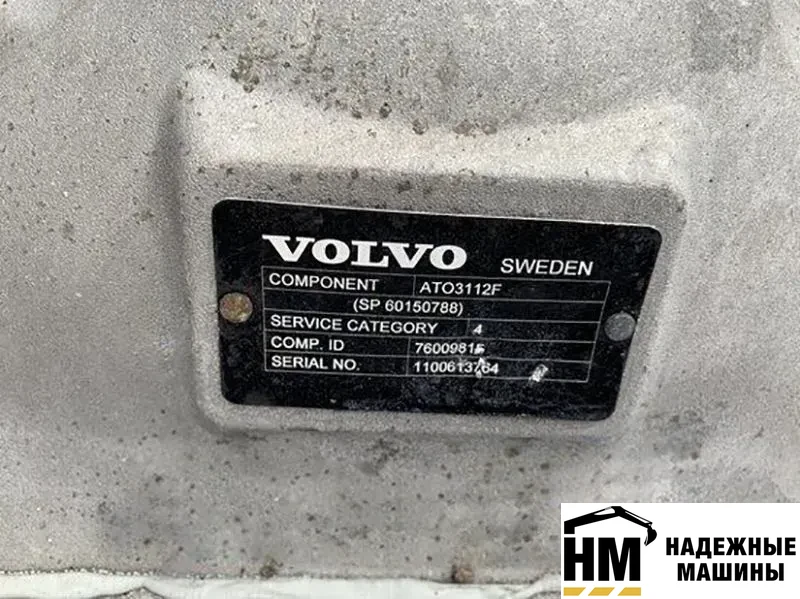 VOLVO SWEDEN
COMPONENT ATO3112F
(SP 60150788)
SERVICE CATEGORY 4
COMP. ID
SERIAL NO.
НМ НАДЕЖНЫЕ
МАШИНЫ